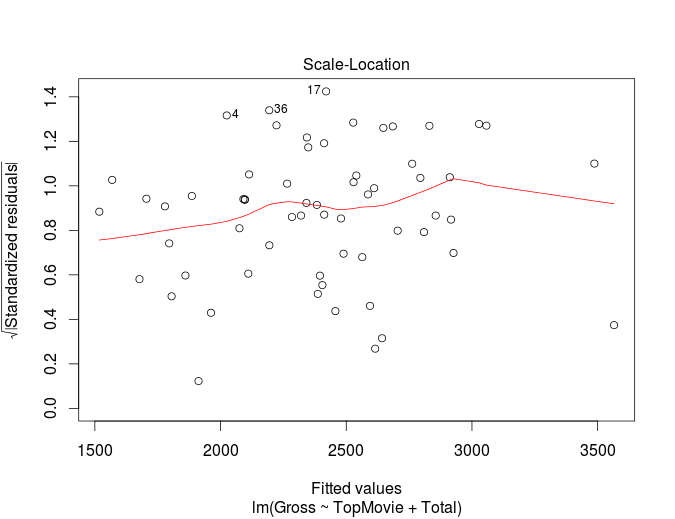 Scale-Location
17
36
4
√|Standardized residuals|
0.0 0.2 0.4 0.6 0.8 1.0 1.2 1.4
1500 2000 2500 3000 3500
Fitted values
lm(Gross ~ TopMovie + Total)